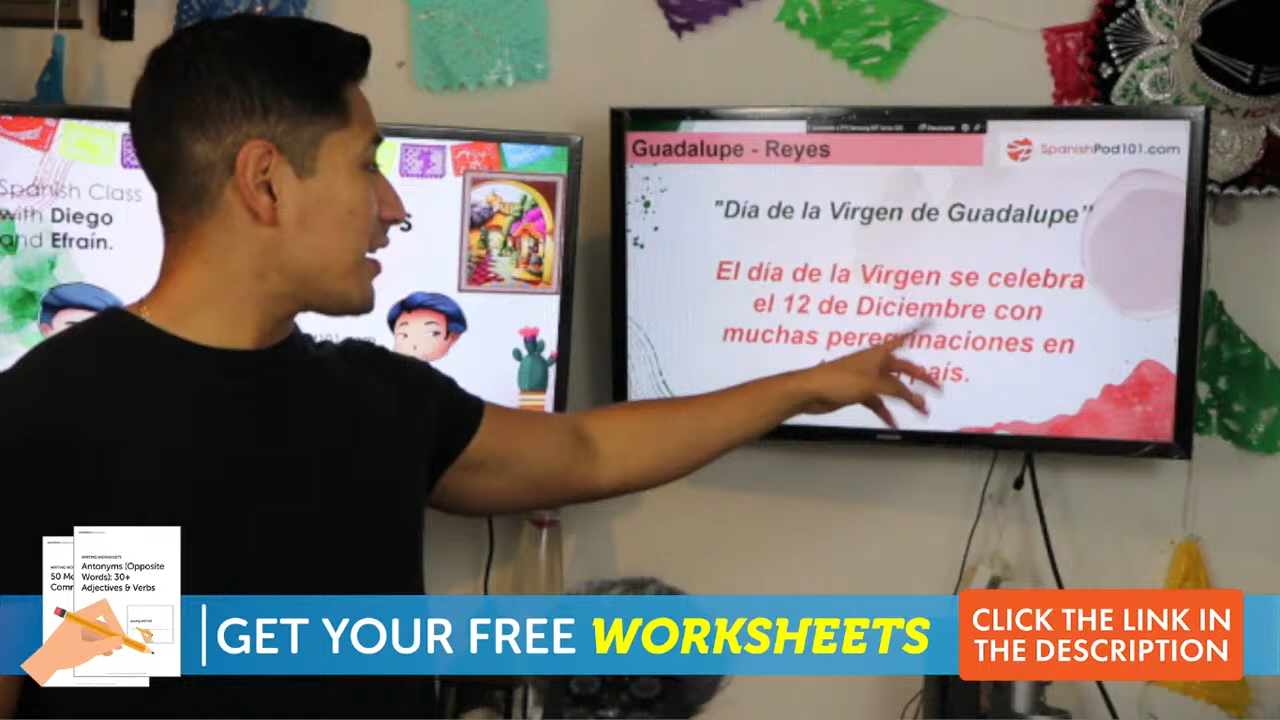 Spanish Class
with Diego
and Efraín.
Guadalupe - Reyes
SpanishPod101.com
"Día de la Virgen de Guadalupe"
El día de la Virgen se celebra
el 12 de Diciembre con
muchas peregrinaciones en
país.
WRITING WORKSHEETS
Antonyms (Opposite
Words): 30+
Adjectives & Verbs
50
GET YOUR FREE WORKSHEETS
CLICK THE LINK IN
THE DESCRIPTION